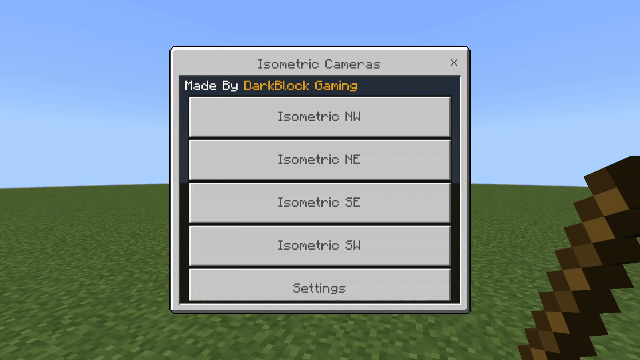 Isometric Cameras
Made By DarkBlock Gaming
Isometric NW
Isometric NE
Isometric SE
Isometric SW
Settings